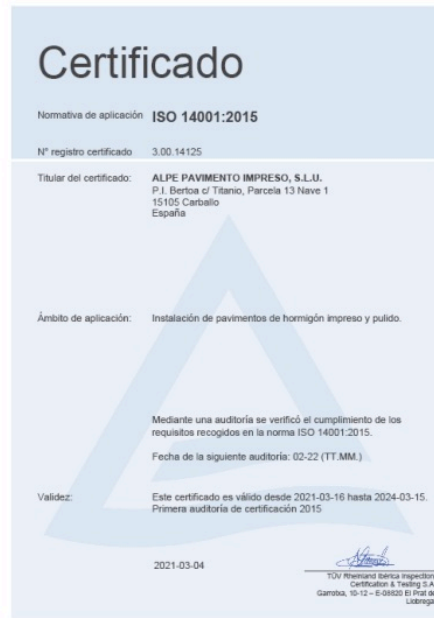 Certificado
Normativa de aplicación ISO 14001:2015
Nº registro certificado 3.00.14125
Titular del certificado: ALPE PAVIMENTO IMPRESO, S.L.U.
P.I. Bertoa c/ Titanio, Parcela 13 Nave 1
15105 Carballo
España
Ámbito de aplicación: Instalación de pavimentos de hormigón impreso y pulido.
Mediante una auditoría se verificó el cumplimiento de los
requisitos recogidos en la norma ISO 14001:2015.
Fecha de la siguiente auditoría: 02-22 (TT.MM.)
Validez: Este certificado es válido desde 2021-03-16 hasta 2024-03-15.
Primera auditoría de certificación 2015
2021-03-04
TÜV Rheinland Ibérica Inspection
Certification & Testing S.A
Garrotxa, 10-12 – E-08820 El Prat de
Llobrega